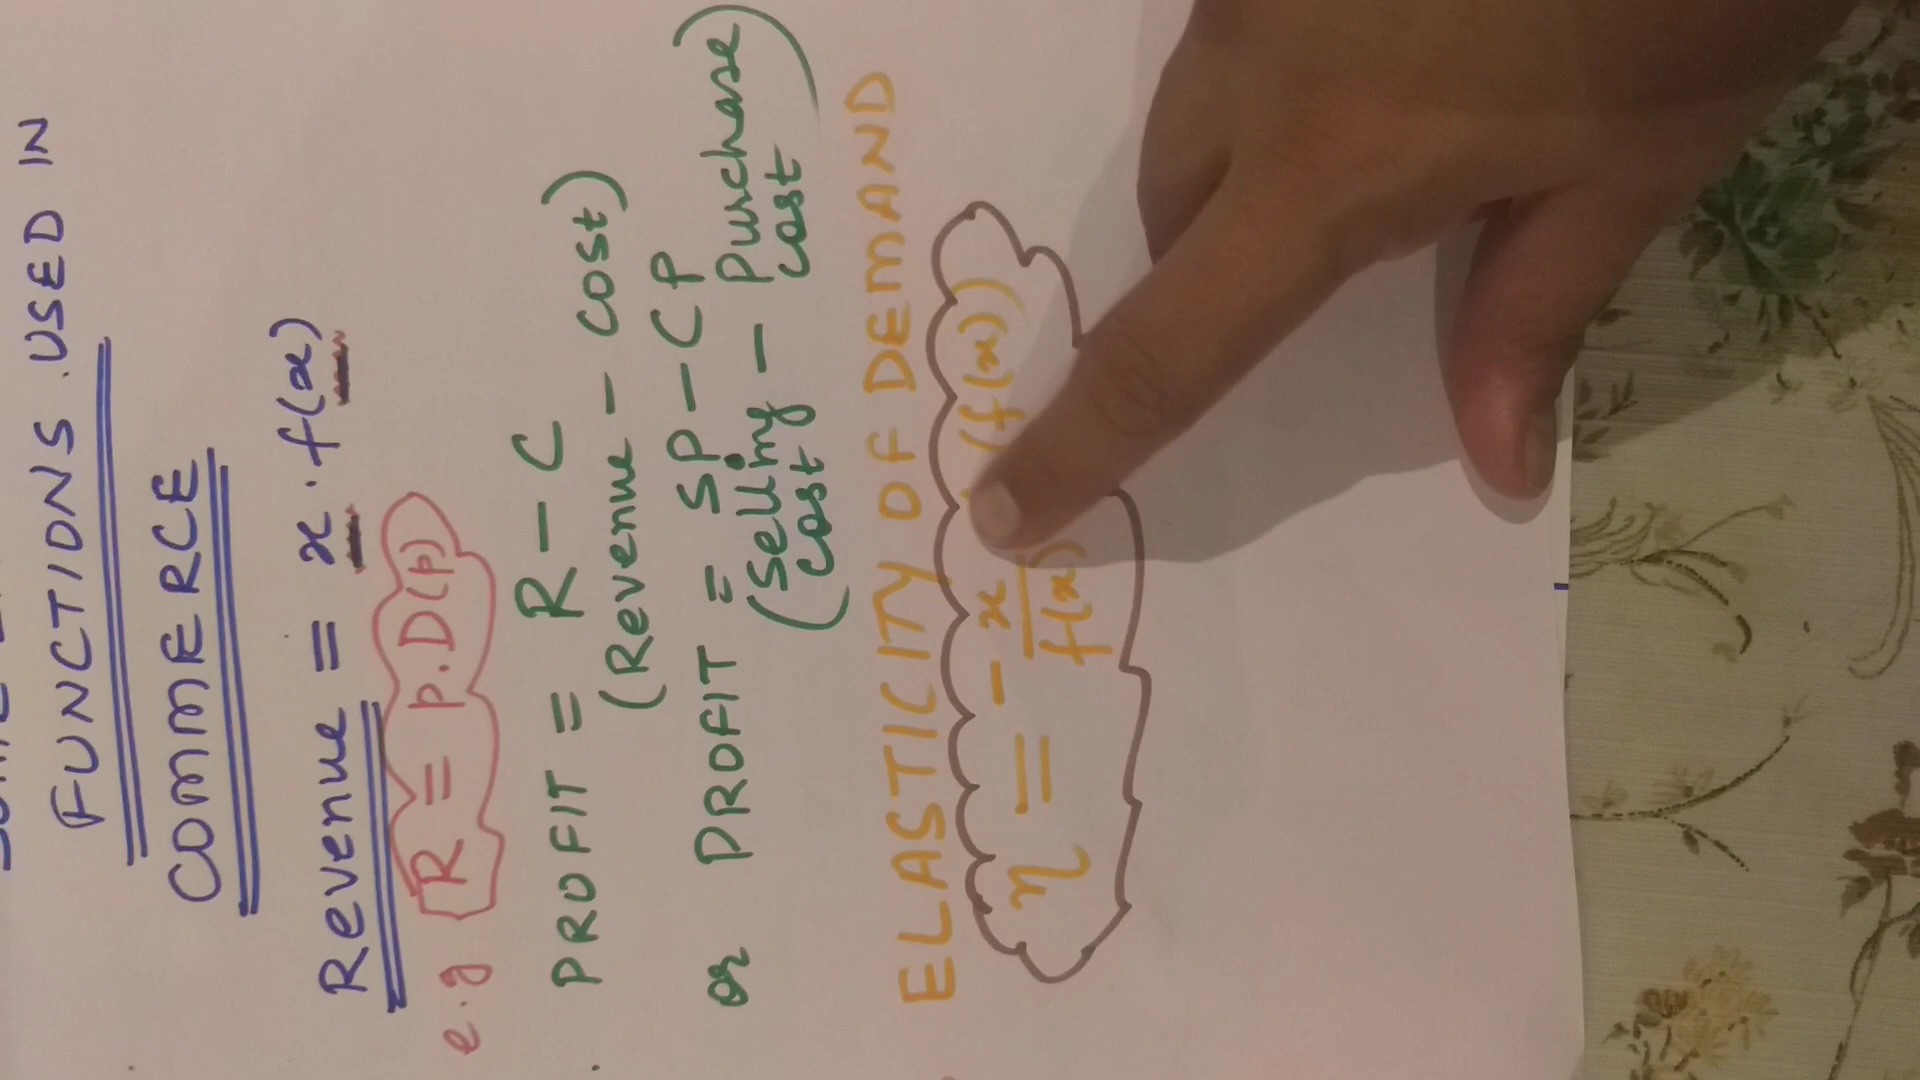 FUNCTIONS USED IN
COMMERCE
Revenue = x . f(x)
e.g R = p.D(p)
PROFIT = R - C
(Revenue - Cost)
or PROFIT = SP - CP
(Selling - Purchase)
cost cost
ELASTICITY OF DEMAND
η = - x (f(x))
f(x)